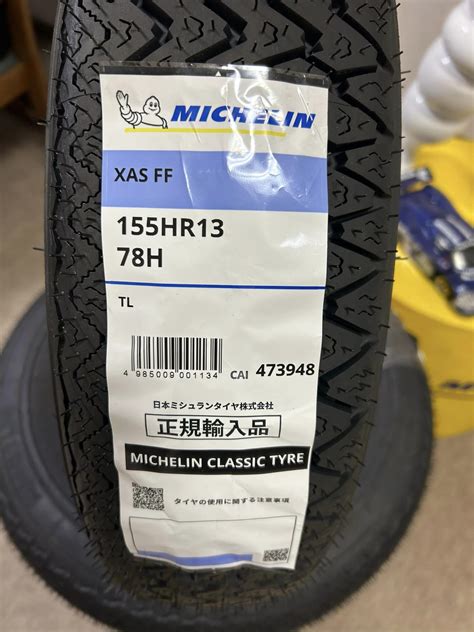 MICHELIN
XAS FF
155HR13
78H
TL
4 985009 001134 CAI 473948
日本ミシュランタイヤ株式会社
正規輸入品
MICHELIN CLASSIC TYRE
タイヤの使用に関する注意事項